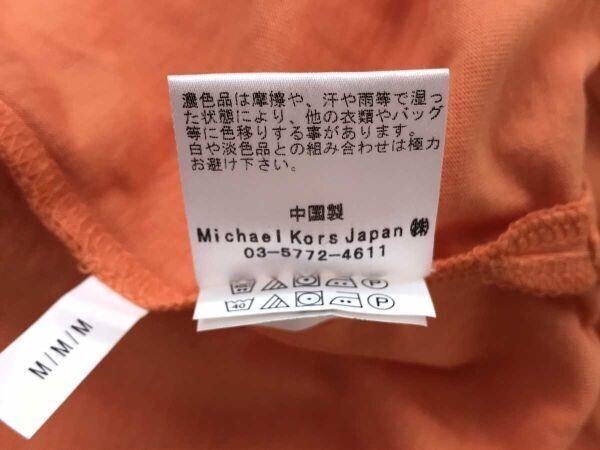 濃色品は摩擦や、汗や雨等で湿っ
た状態により、他の衣類やバッグ
等に色移りする事があります。
白や淡色品との組み合わせは極力
お避け下さい。
中国製
Michael Kors Japan ㈱
03-5772-4611
40 P
M/M/M